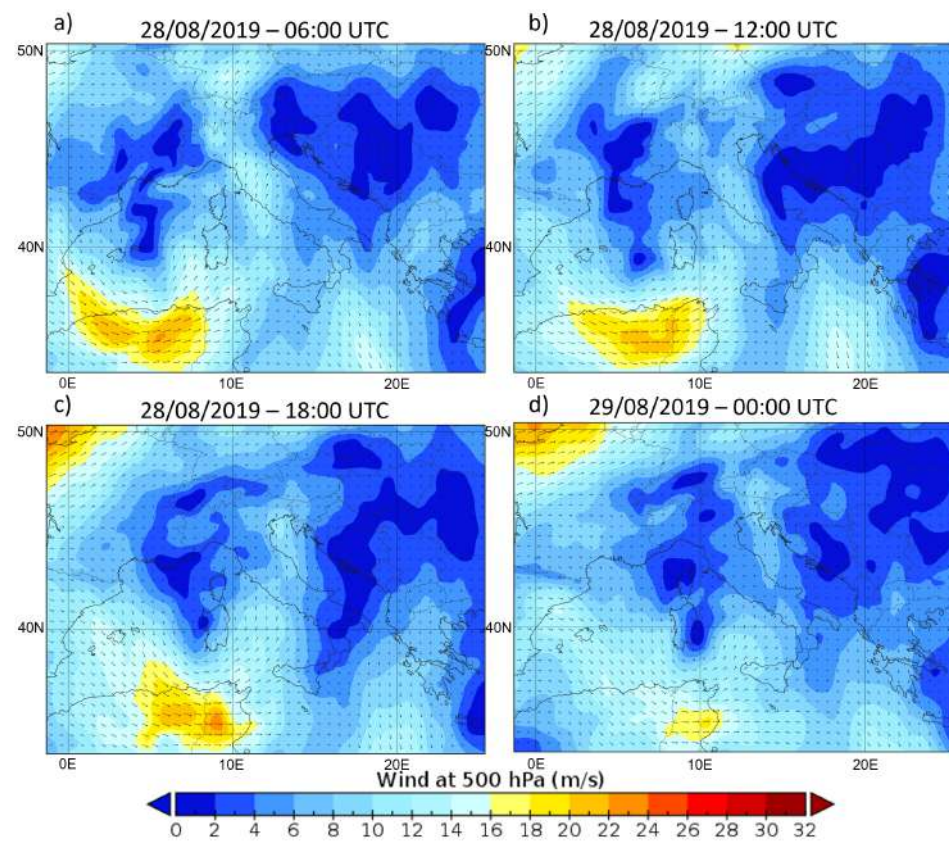 a) 28/08/2019 – 06:00 UTC
b) 28/08/2019 – 12:00 UTC
50N
40N
0E 10E 20E
50N
40N
0E 10E 20E
c) 28/08/2019 – 18:00 UTC
d) 29/08/2019 – 00:00 UTC
50N
40N
0E 10E 20E
50N
40N
0E 10E 20E
Wind at 500 hPa (m/s)
0 2 4 6 8 10 12 14 16 18 20 22 24 26 28 30 32